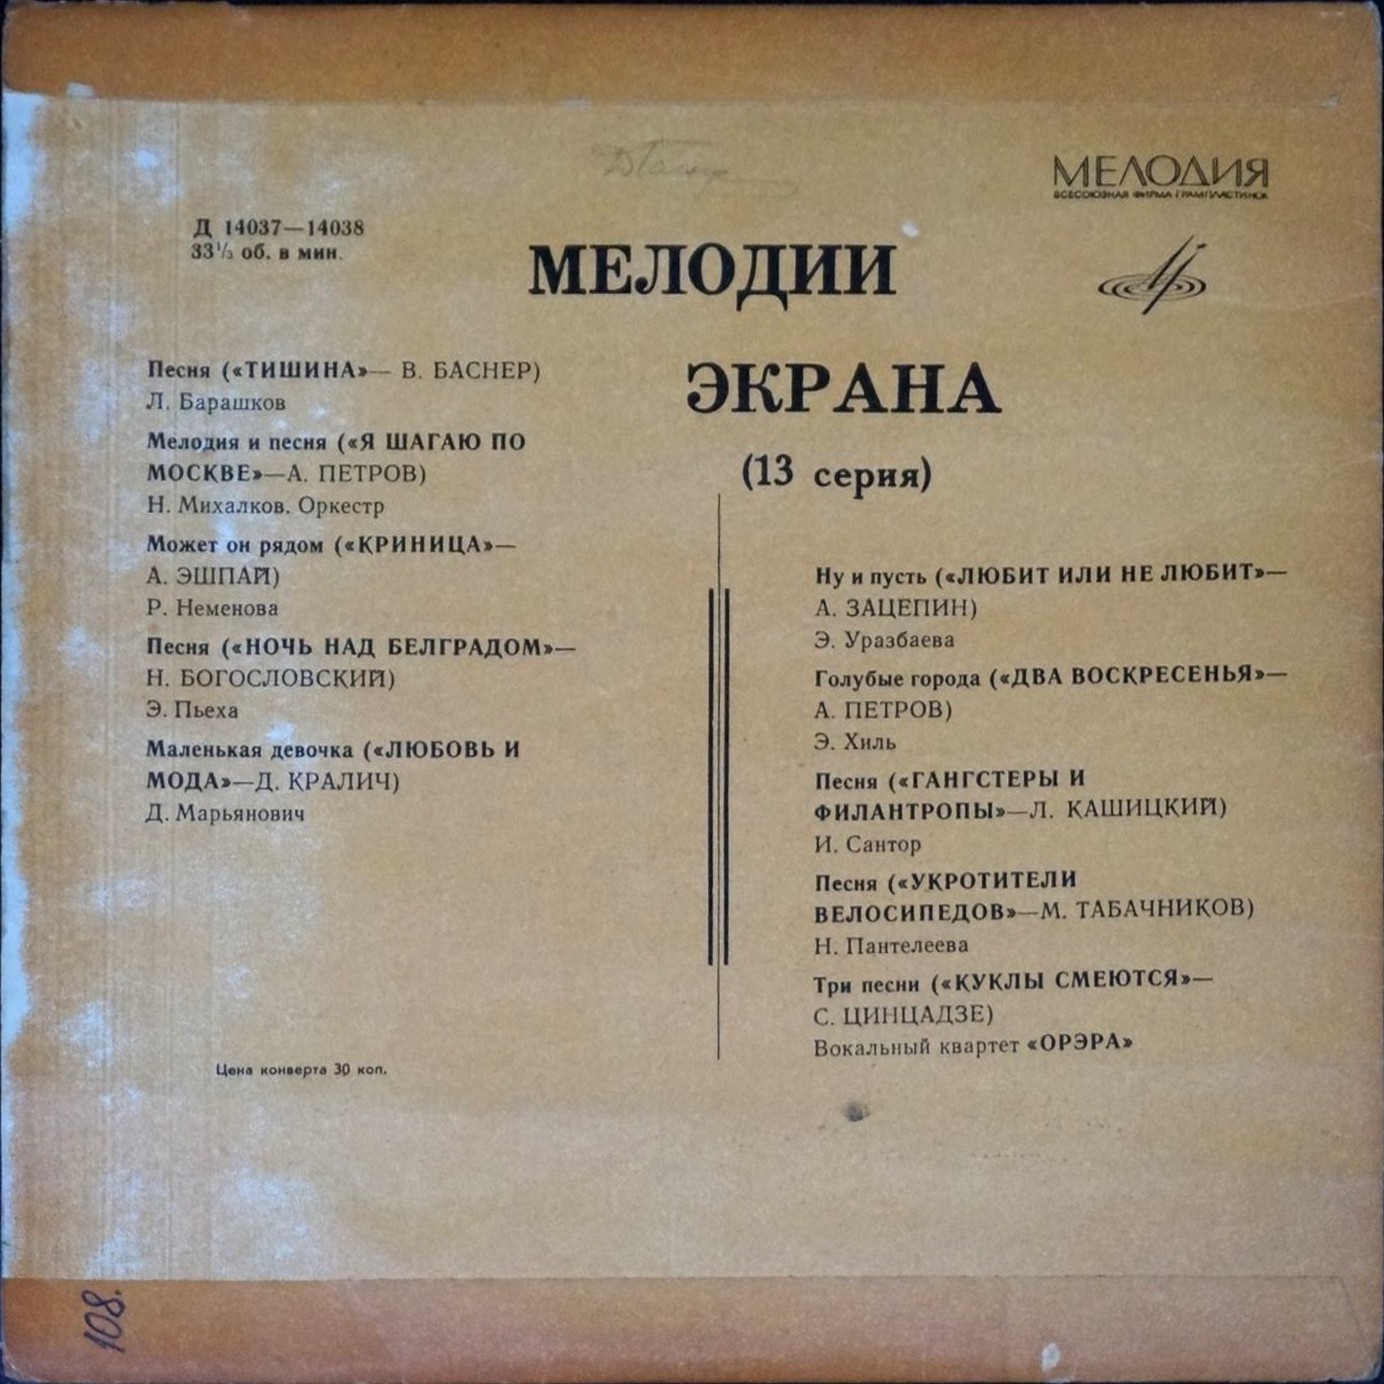 МЕЛОДИЯ
ВСЕСОЮЗНАЯ ФИРМА ГРАМПЛАСТИНОК
Д 14037—14038
33⅓ об. в мин.
МЕЛОДИИ
ЭКРАНА
(13 серия)
Песня («ТИШИНА»— В. БАСНЕР)
Л. Барашков
Мелодия и песня («Я ШАГАЮ ПО
МОСКВЕ»—А. ПЕТРОВ)
Н. Михалков. Оркестр
Может он рядом («КРИНИЦА»—
А. ЭШПАЙ)
Р. Неменова
Песня («НОЧЬ НАД БЕЛГРАДОМ»—
Н. БОГОСЛОВСКИЙ)
Э. Пьеха
Маленькая девочка («ЛЮБОВЬ И
МОДА»—Д. КРАЛИЧ)
Д. Марьянович
Цена конверта 30 коп.
Ну и пусть («ЛЮБИТ ИЛИ НЕ ЛЮБИТ»—
А. ЗАЦЕПИН)
Э. Уразбаева
Голубые города («ДВА ВОСКРЕСЕНЬЯ»—
А. ПЕТРОВ)
Э. Хиль
Песня («ГАНГСТЕРЫ И
ФИЛАНТРОПЫ»—Л. КАШИЦКИЙ)
И. Сантор
Песня («УКРОТИТЕЛИ
ВЕЛОСИПЕДОВ»—М. ТАБАЧНИКОВ)
Н. Пантелеева
Три песни («КУКЛЫ СМЕЮТСЯ»—
С. ЦИНЦАДЗЕ)
Вокальный квартет «ОРЭРА»
108.